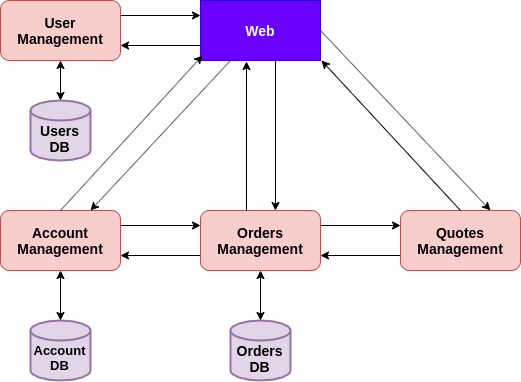 User
Management
Web
Users
DB
Account
Management
Orders
Management
Quotes
Management
Account
DB
Orders
DB